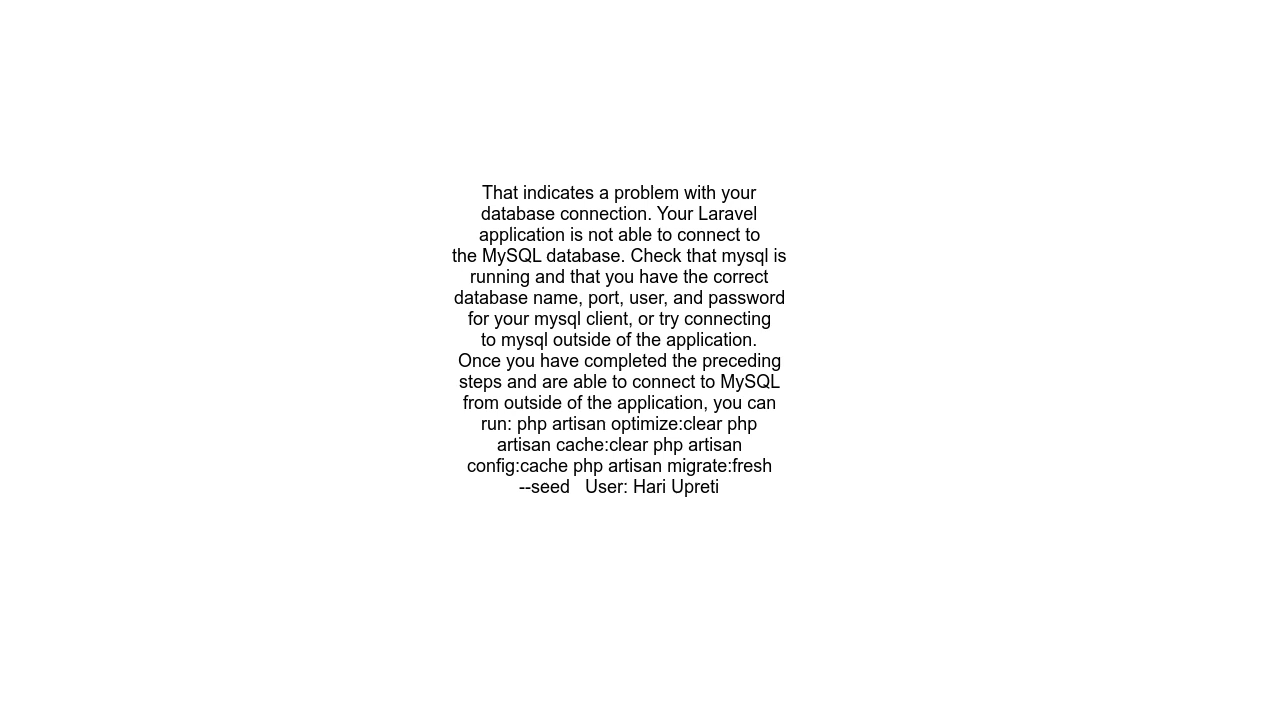 That indicates a problem with your
database connection. Your Laravel
application is not able to connect to
the MySQL database. Check that mysql is
running and that you have the correct
database name, port, user, and password
for your mysql client, or try connecting
to mysql outside of the application.
Once you have completed the preceding
steps and are able to connect to MySQL
from outside of the application, you can
run: php artisan optimize:clear php
artisan cache:clear php artisan
config:cache php artisan migrate:fresh
--seed   User: Hari Upreti